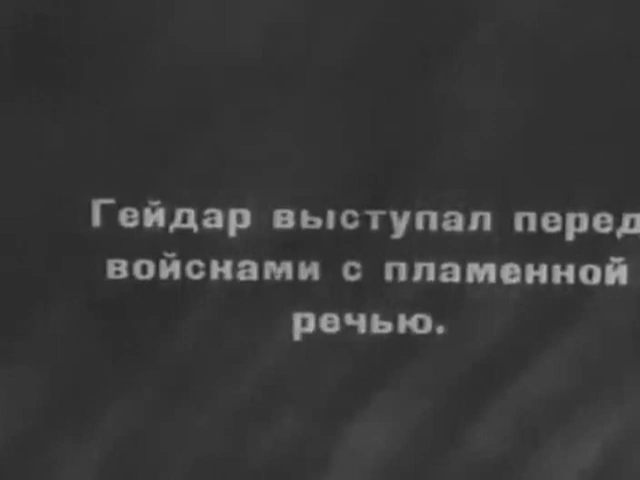 Гейдар выступал перед
войсками с пламенной
речью.